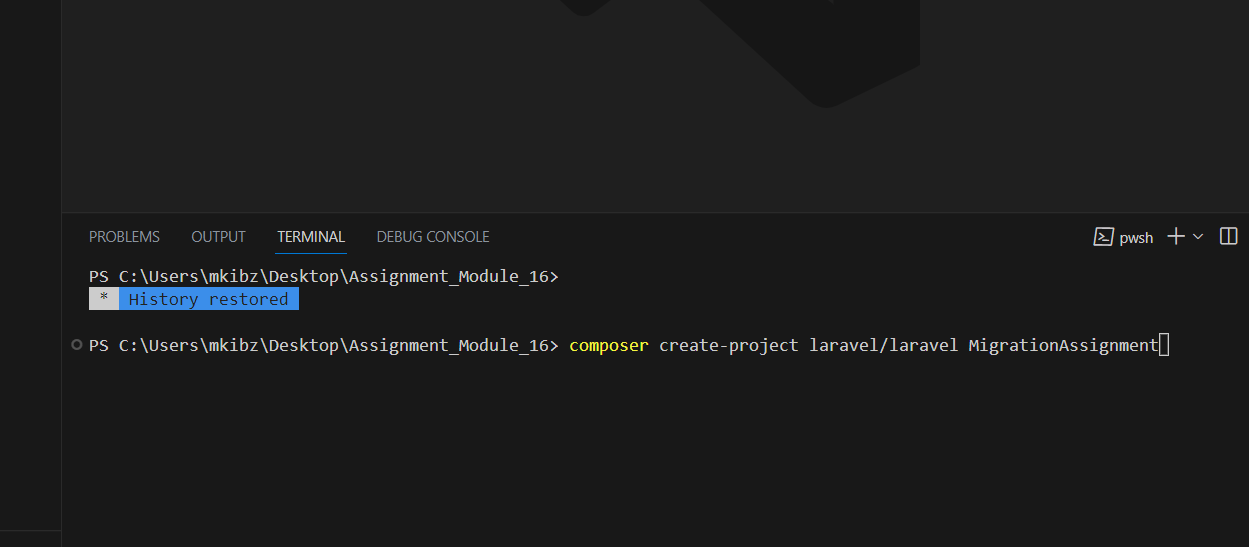 PROBLEMS OUTPUT TERMINAL DEBUG CONSOLE pwsh
PS C:\Users\mkibz\Desktop\Assignment_Module_16>
* History restored
PS C:\Users\mkibz\Desktop\Assignment_Module_16> composer create-project laravel/laravel MigrationAssignment